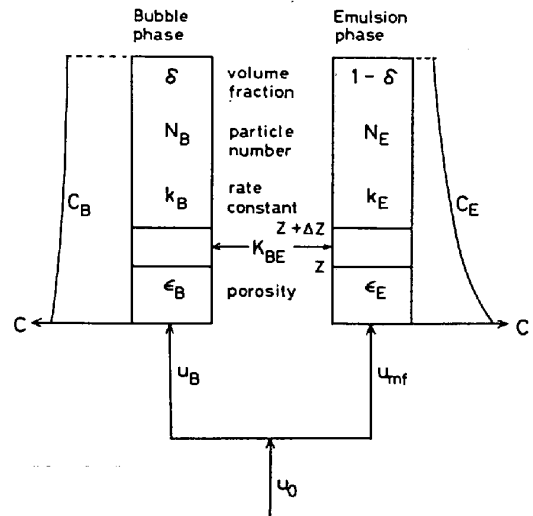 Bubble phase
Emulsion phase
δ
volume fraction
1 - δ
N_B
particle number
N_E
k_B
rate constant
k_E
C_B
C_E
Z + ΔZ
K_BE
Z
ε_B
porosity
ε_E
C
C
u_B
u_mf
u_0